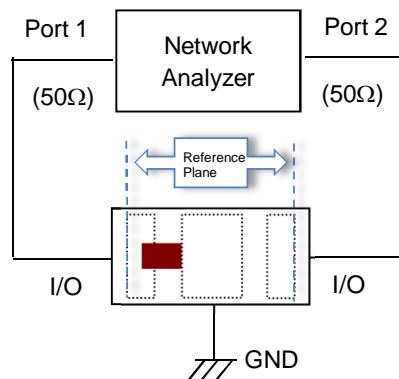 Port 1
Network
Analyzer
Port 2
(50Ω)
(50Ω)
Reference
Plane
I/O
I/O
GND